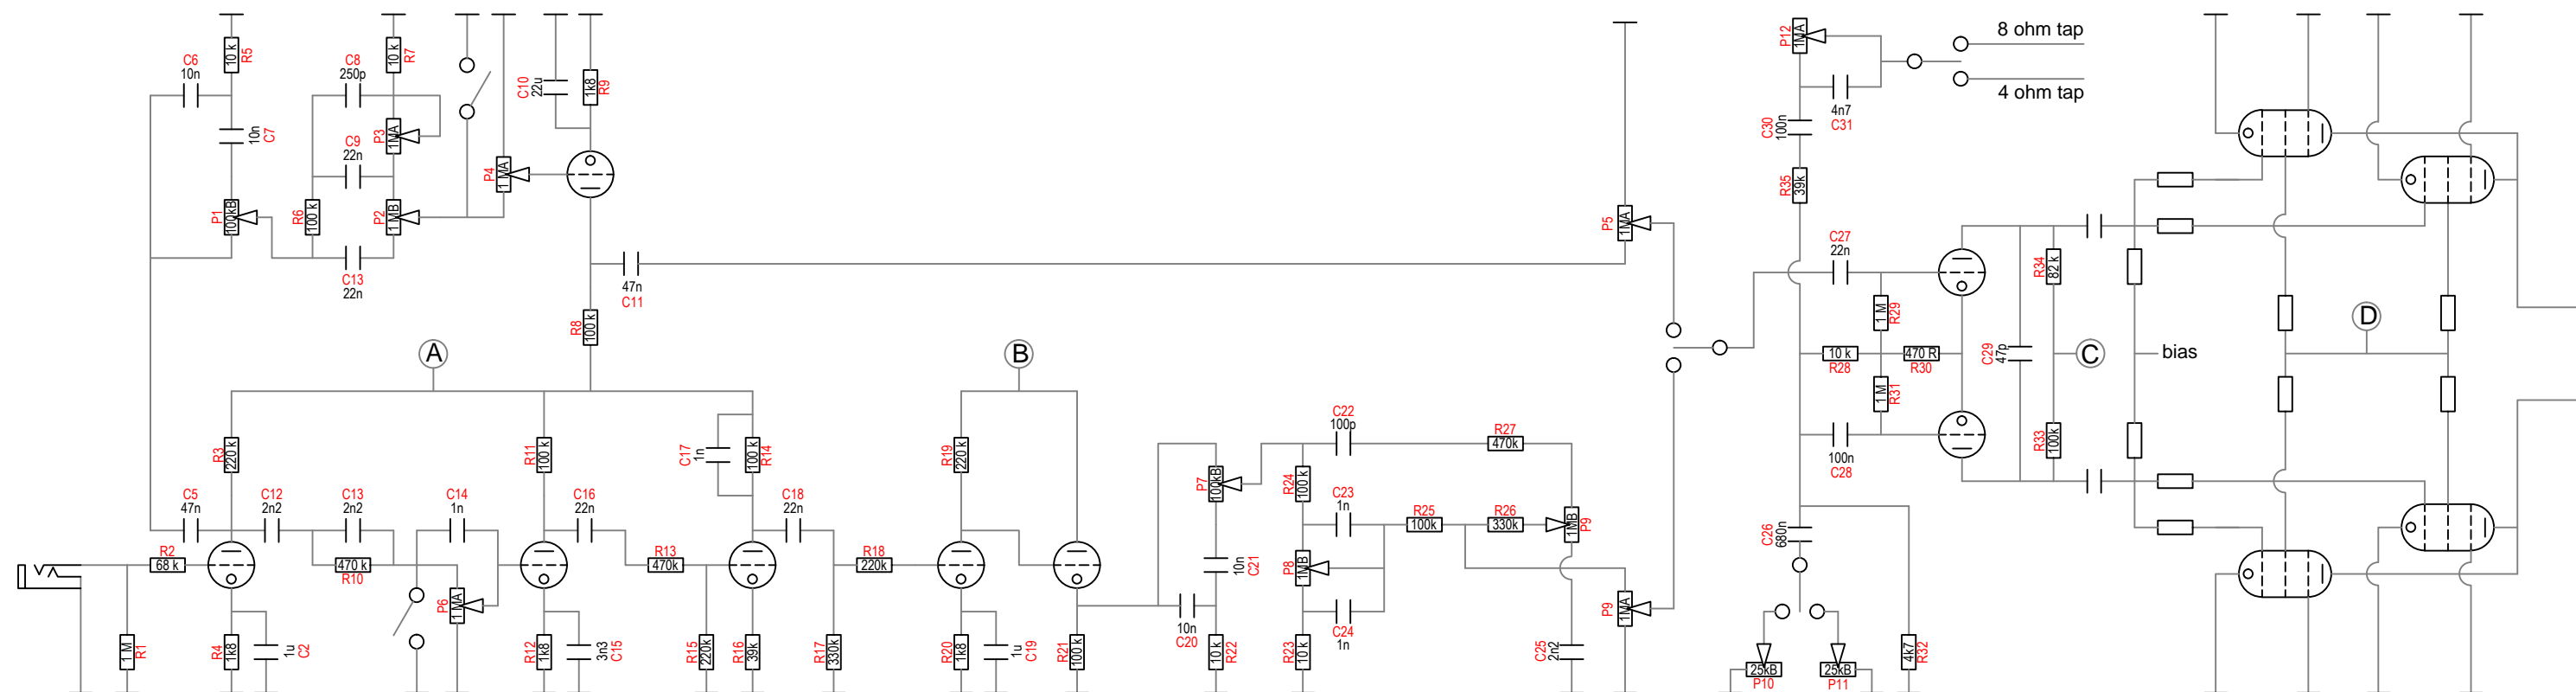 C6
10n
10 k
R5
C7
10n
P1
100kB
C8
250p
10 k
R7
C9
22n
P3
1MA
R6
100 k
P2
1 MB
C13
22n
P4
1 MA
C10
22u
1k8
R9
47n
C11
R8
100 k
P5
1MA
P12
1MA
8 ohm tap
4 ohm tap
4n7
C31
C30
100n
R35
39k
C27
22n
1 M
R29
10 k
R28
470 R
R30
1 M
R31
100n
C28
C29
47p
R34
82 k
C
R33
100k
bias
D
A
B
R3
220 k
C5
47n
C12
2n2
C13
2n2
470 k
R10
C14
1n
P6
1MA
R2
68 k
1 M
R1
R4
1k8
1u
C2
R11
100 k
C16
22n
R12
1k8
3n3
C15
R13
470k
R15
220k
C17
1n
100 k
R14
R16
39k
C18
22n
R17
330k
R18
220k
R19
220 k
R20
1k8
1u
C19
R21
100 k
P7
100kB
10n
C21
10n
C20
10 k
R22
C22
100p
R24
100 k
C23
1n
P8
1MB
C24
1n
R23
10 k
R25
100k
R27
470k
R26
330k
1MB
P9
C25
2n2
P9
1MA
C26
680n
25kB
P10
25kB
P11
4k7
R32